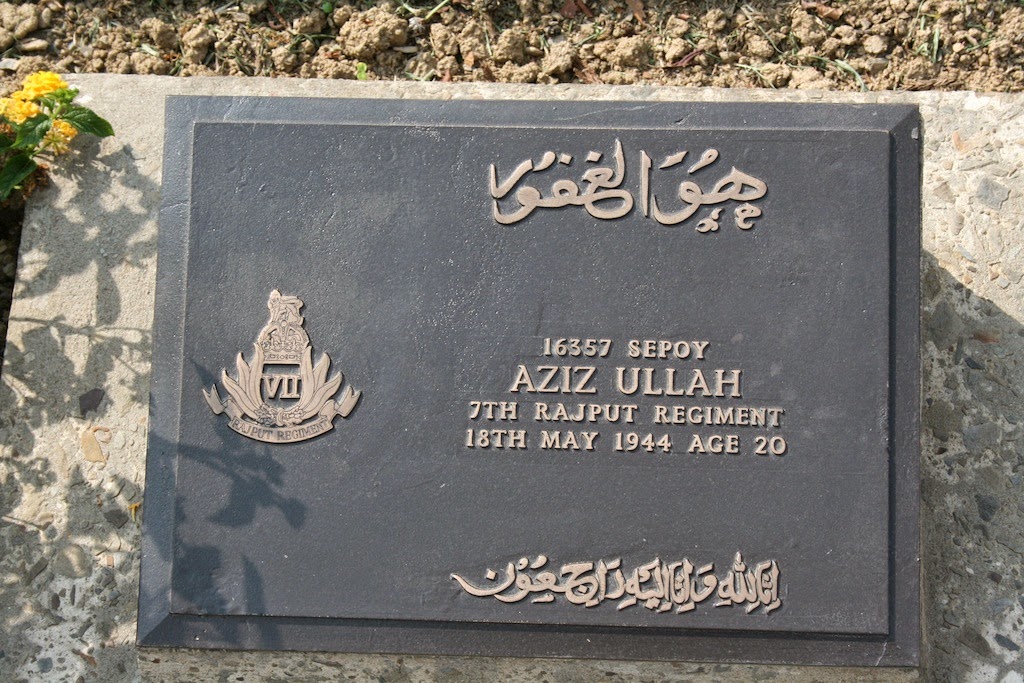 هو الغفور
VII
RAJPUT REGIMENT
16357 SEPOY
AZIZ ULLAH
7TH RAJPUT REGIMENT
18TH MAY 1944 AGE 20
انا لله وانا اليه راجعون